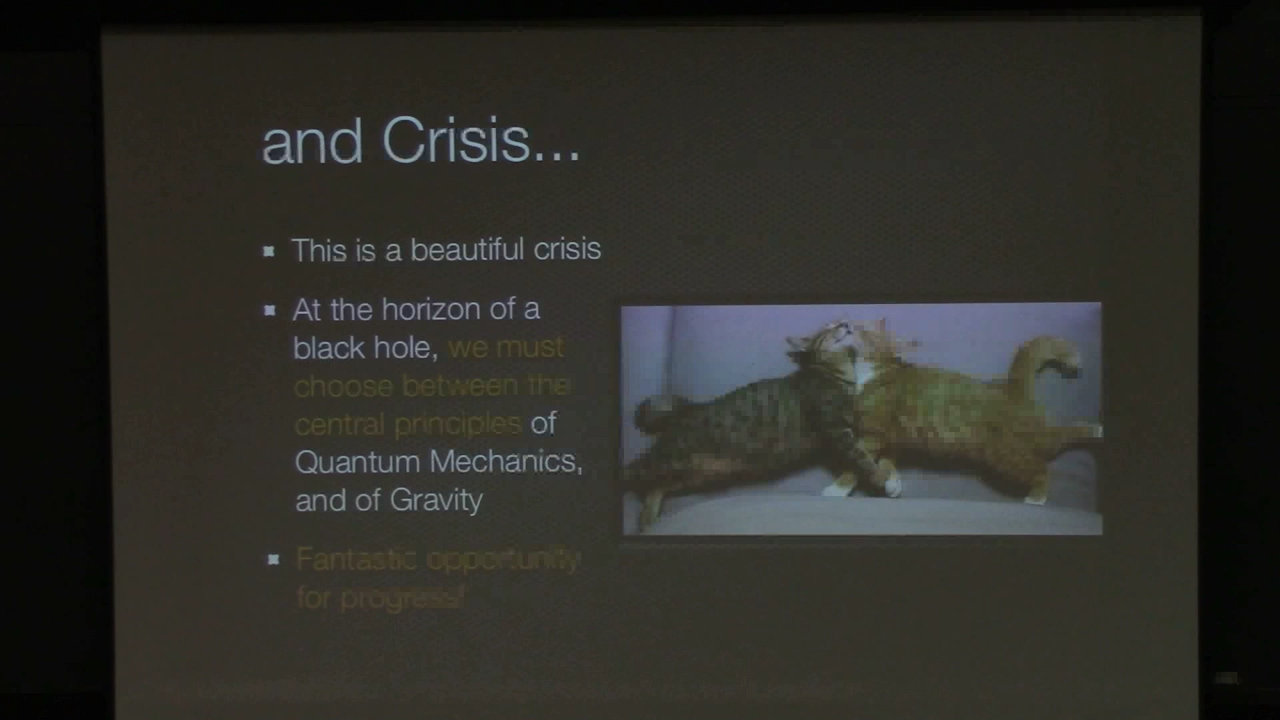 and Crisis...
This is a beautiful crisis
At the horizon of a
black hole, we must
choose between the
central principles of
Quantum Mechanics,
and of Gravity
Fantastic opportunity
for progress!